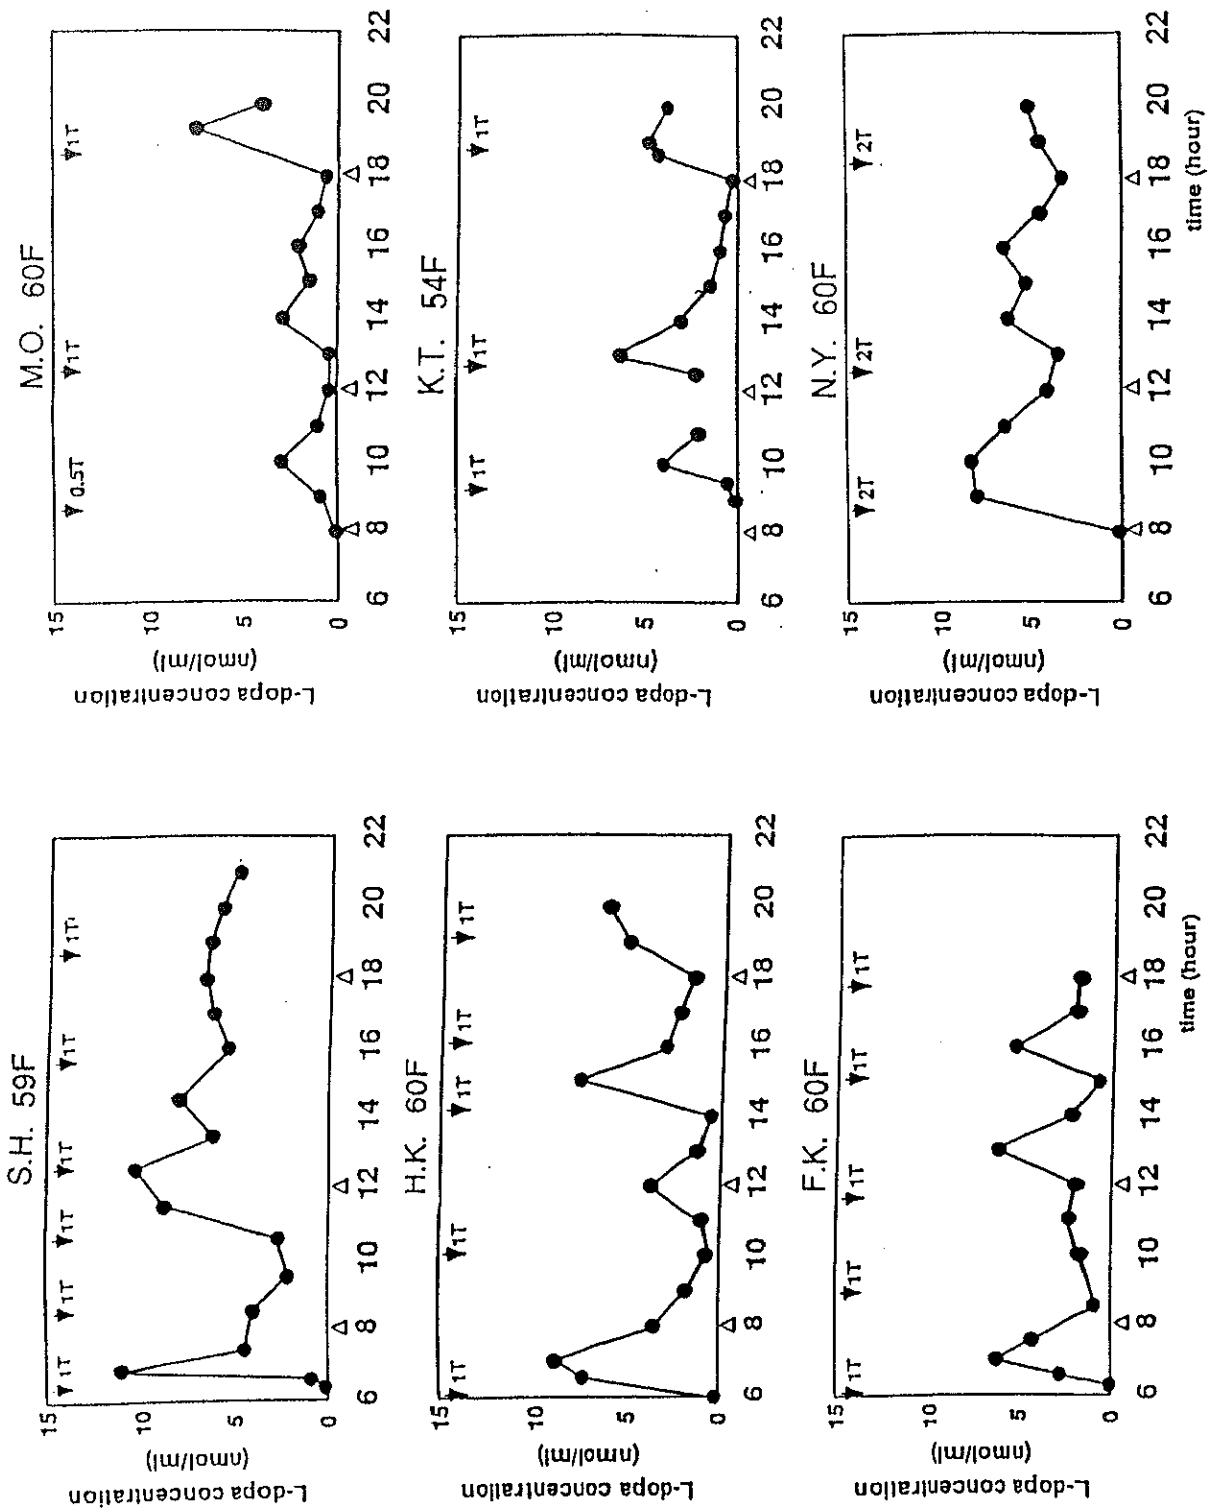 S.H. 59F
1T 1T 1T 1T 1T 1T
L-dopa concentration
(nmol/ml)
15
10
5
0
6 8 10 12 14 16 18 20 22
M.O. 60F
0.5T 1T 1T
L-dopa concentration
(nmol/ml)
15
10
5
0
6 8 10 12 14 16 18 20 22
H.K. 60F
1T 1T 1T 1T 1T
L-dopa concentration
(nmol/ml)
15
10
5
0
6 8 10 12 14 16 18 20 22
K.T. 54F
1T 1T 1T
L-dopa concentration
(nmol/ml)
15
10
5
0
6 8 10 12 14 16 18 20 22
F.K. 60F
1T 1T 1T 1T 1T
L-dopa concentration
(nmol/ml)
15
10
5
0
6 8 10 12 14 16 18 20 22
time (hour)
N.Y. 60F
2T 2T 2T
L-dopa concentration
(nmol/ml)
15
10
5
0
6 8 10 12 14 16 18 20 22
time (hour)